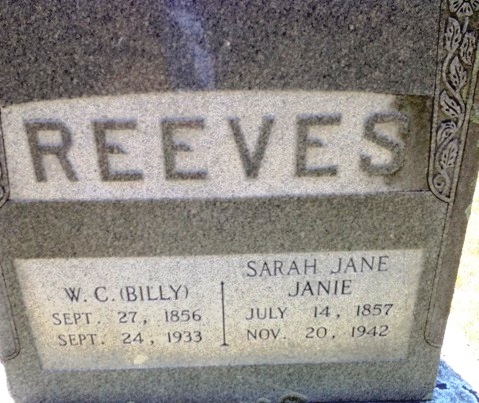 REEVES
W. C. (BILLY)
SEPT. 27, 1856
SEPT. 24, 1933
SARAH JANE
JANIE
JULY 14, 1857
NOV. 20, 1942